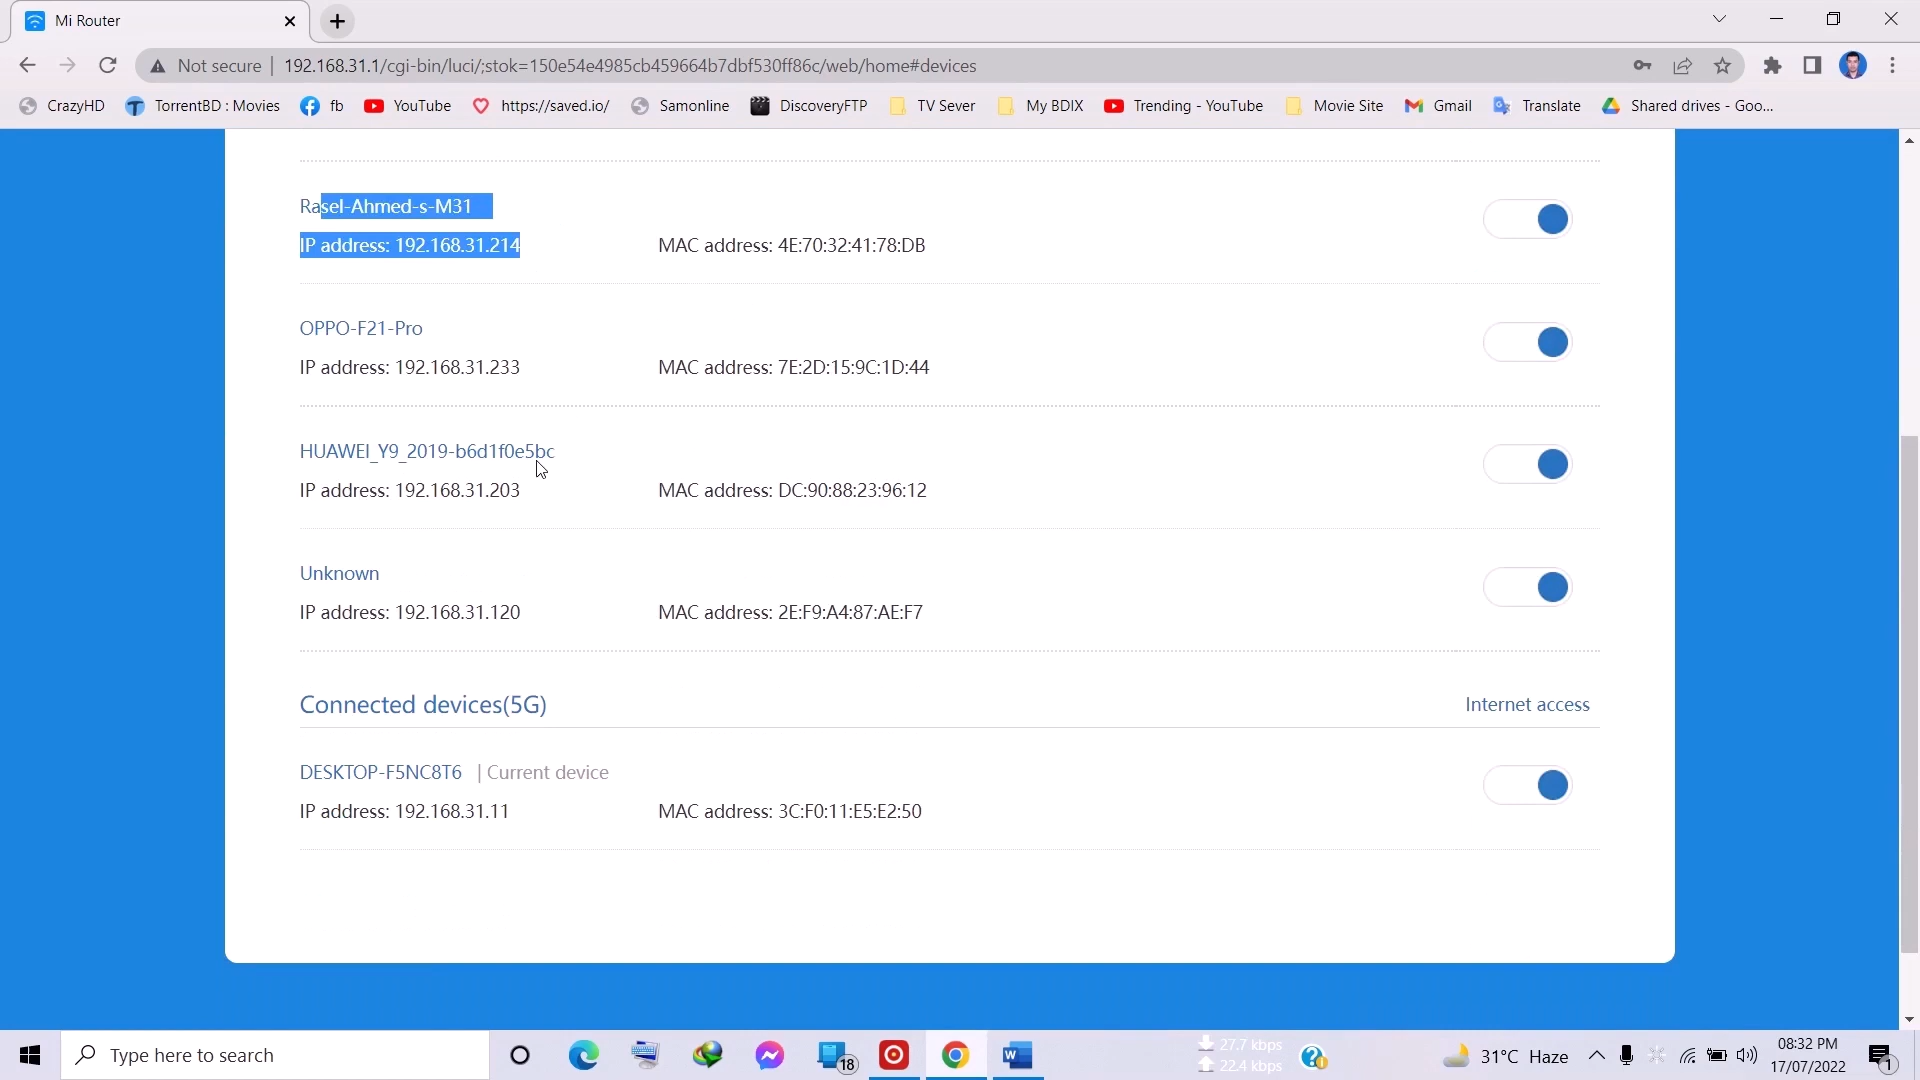 Mi Router
Not secure | 192.168.31.1/cgi-bin/luci/;stok=150e54e4985cb459664b7dbf530ff86c/web/home#devices
CrazyHD TorrentBD : Movies fb YouTube https://saved.io/ Samonline DiscoveryFTP TV Sever My BDIX Trending - YouTube Movie Site Gmail Translate Shared drives - Goo...
Rasel-Ahmed-s-M31
IP address: 192.168.31.214 MAC address: 4E:70:32:41:78:DB
OPPO-F21-Pro
IP address: 192.168.31.233 MAC address: 7E:2D:15:9C:1D:44
HUAWEI_Y9_2019-b6d1f0e5bc
IP address: 192.168.31.203 MAC address: DC:90:88:23:96:12
Unknown
IP address: 192.168.31.120 MAC address: 2E:F9:A4:87:AE:F7
Connected devices(5G) Internet access
DESKTOP-F5NC8T6 | Current device
IP address: 192.168.31.11 MAC address: 3C:F0:11:E5:E2:50
Type here to search 18 27.7 kbps 31°C Haze 08:32 PM
22.4 kbps 17/07/2022 1